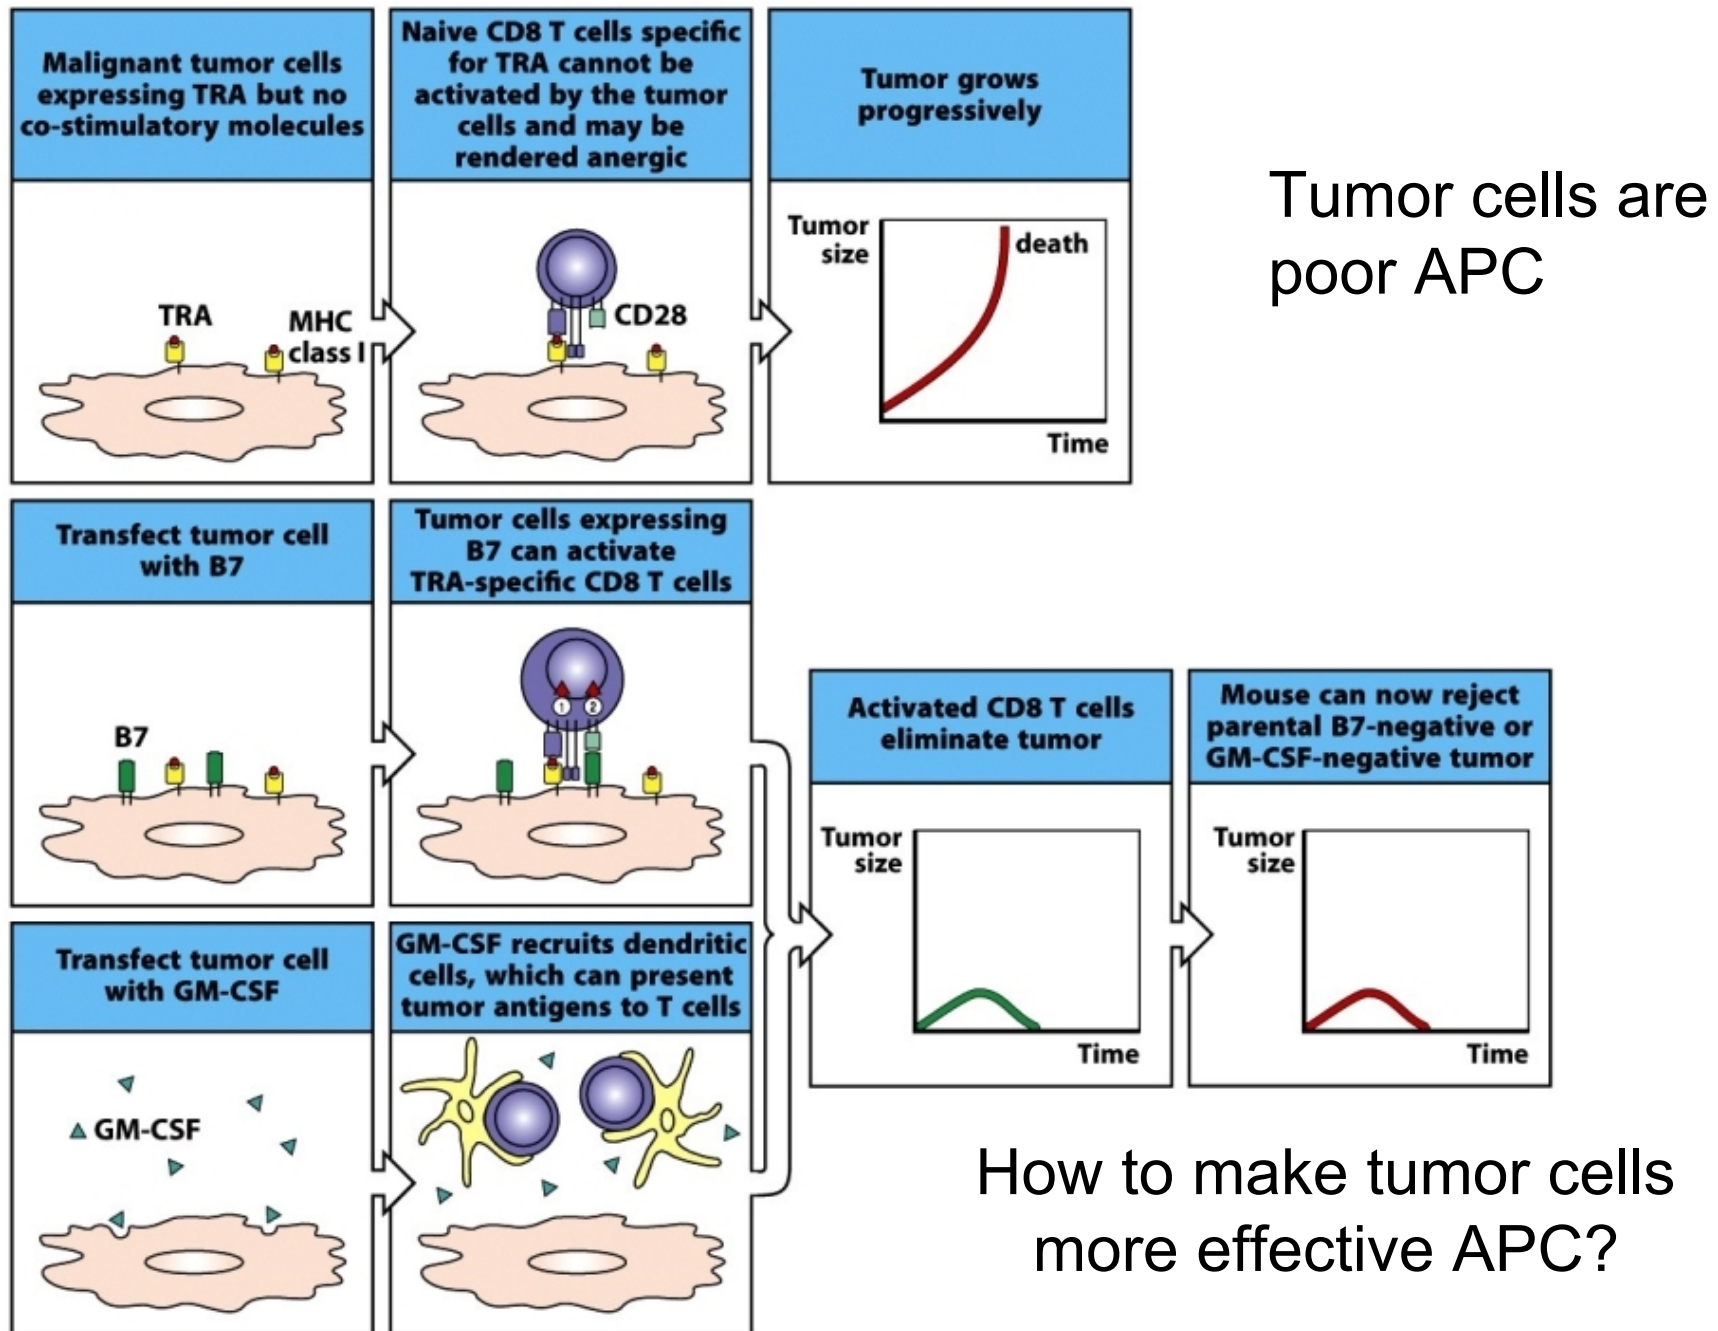 Malignant tumor cells
expressing TRA but no
co-stimulatory molecules
Naive CD8 T cells specific
for TRA cannot be
activated by the tumor
cells and may be
rendered anergic
Tumor grows
progressively
TRA
MHC
class I
CD28
Tumor
size
death
Time
Tumor cells are
poor APC
Transfect tumor cell
with B7
Tumor cells expressing
B7 can activate
TRA-specific CD8 T cells
B7
1
2
Activated CD8 T cells
eliminate tumor
Mouse can now reject
parental B7-negative or
GM-CSF-negative tumor
Tumor
size
Time
Tumor
size
Time
Transfect tumor cell
with GM-CSF
GM-CSF recruits dendritic
cells, which can present
tumor antigens to T cells
GM-CSF
How to make tumor cells
more effective APC?